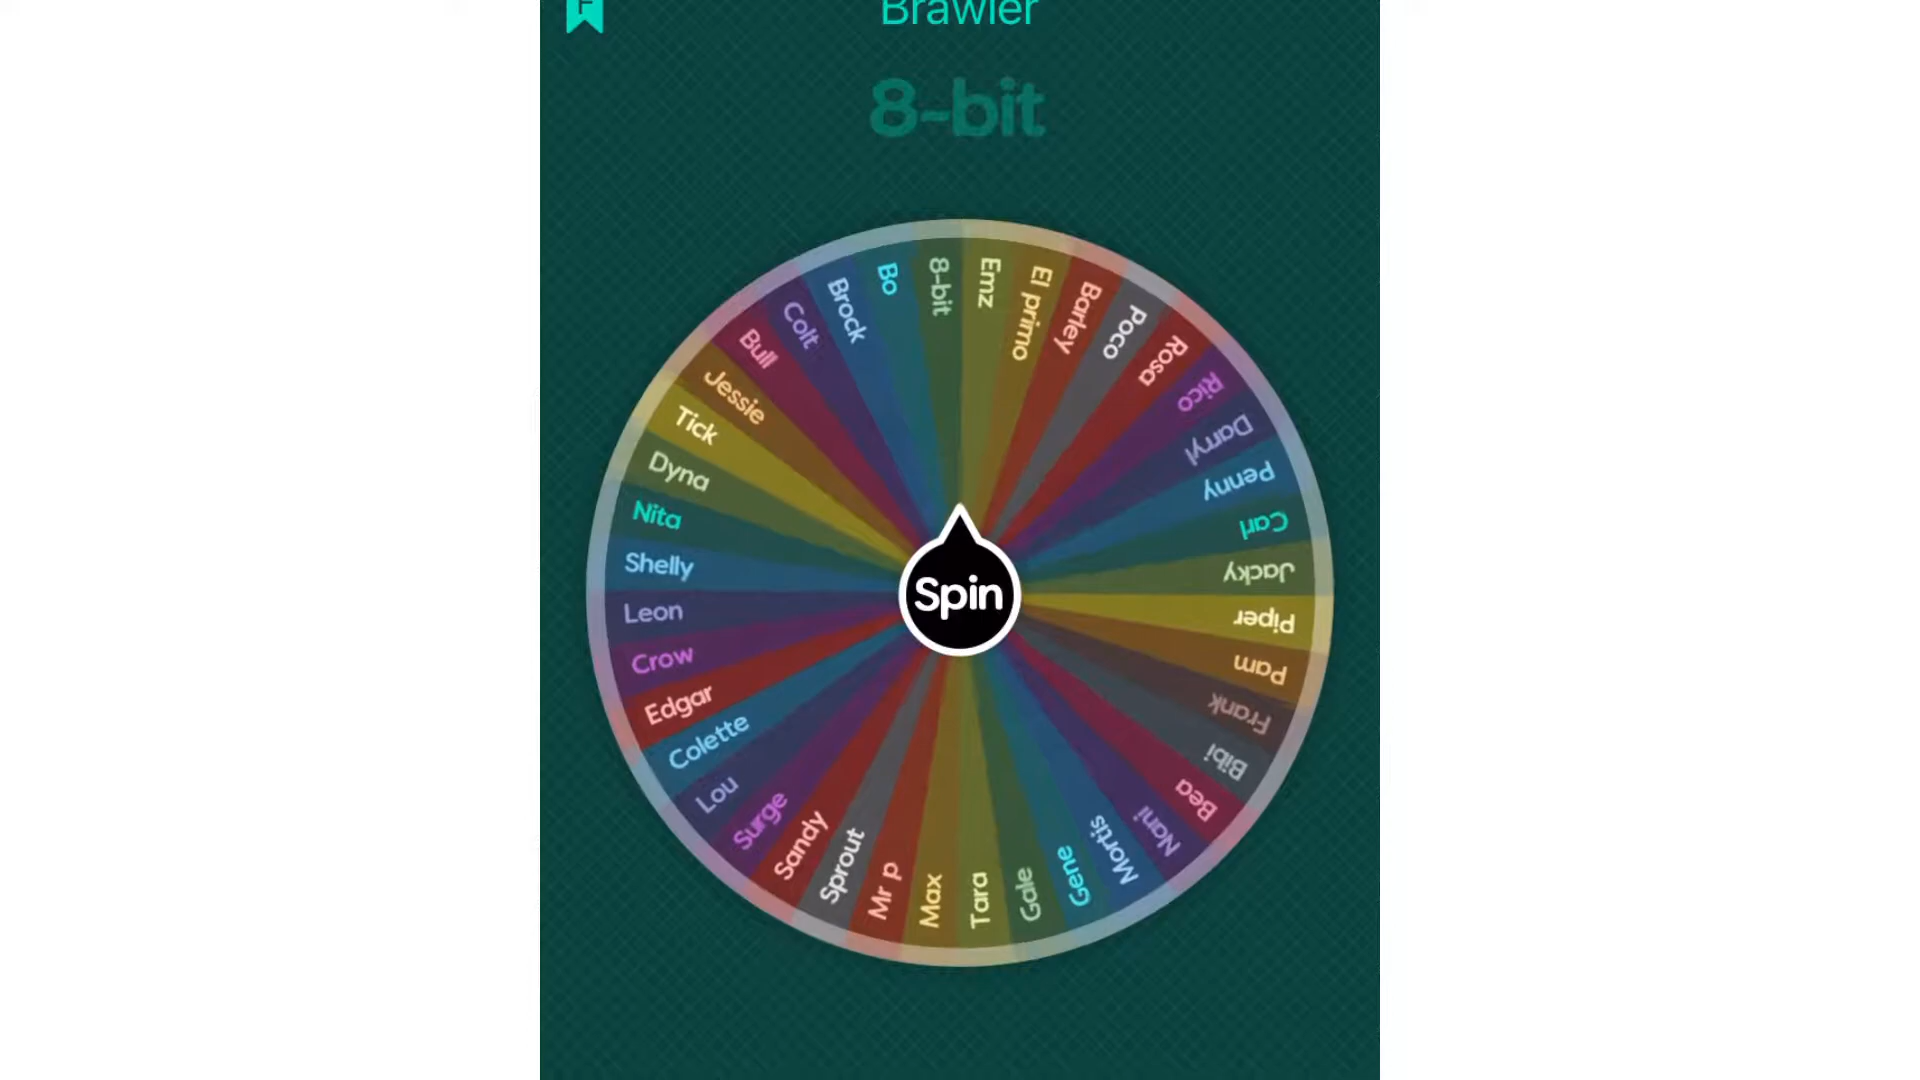 F
Brawler
8-bit
Emz
El primo
Barley
Poco
Rosa
Rico
Darryl
Penny
Carl
Jacky
Piper
Pam
Frank
Bibi
Bea
Nani
Mortis
Gene
Gale
Tara
Max
Mr p
Sprout
Sandy
Surge
Lou
Colette
Edgar
Crow
Leon
Shelly
Nita
Dyna
Tick
Jessie
Bull
Colt
Brock
Bo
8-bit
Spin